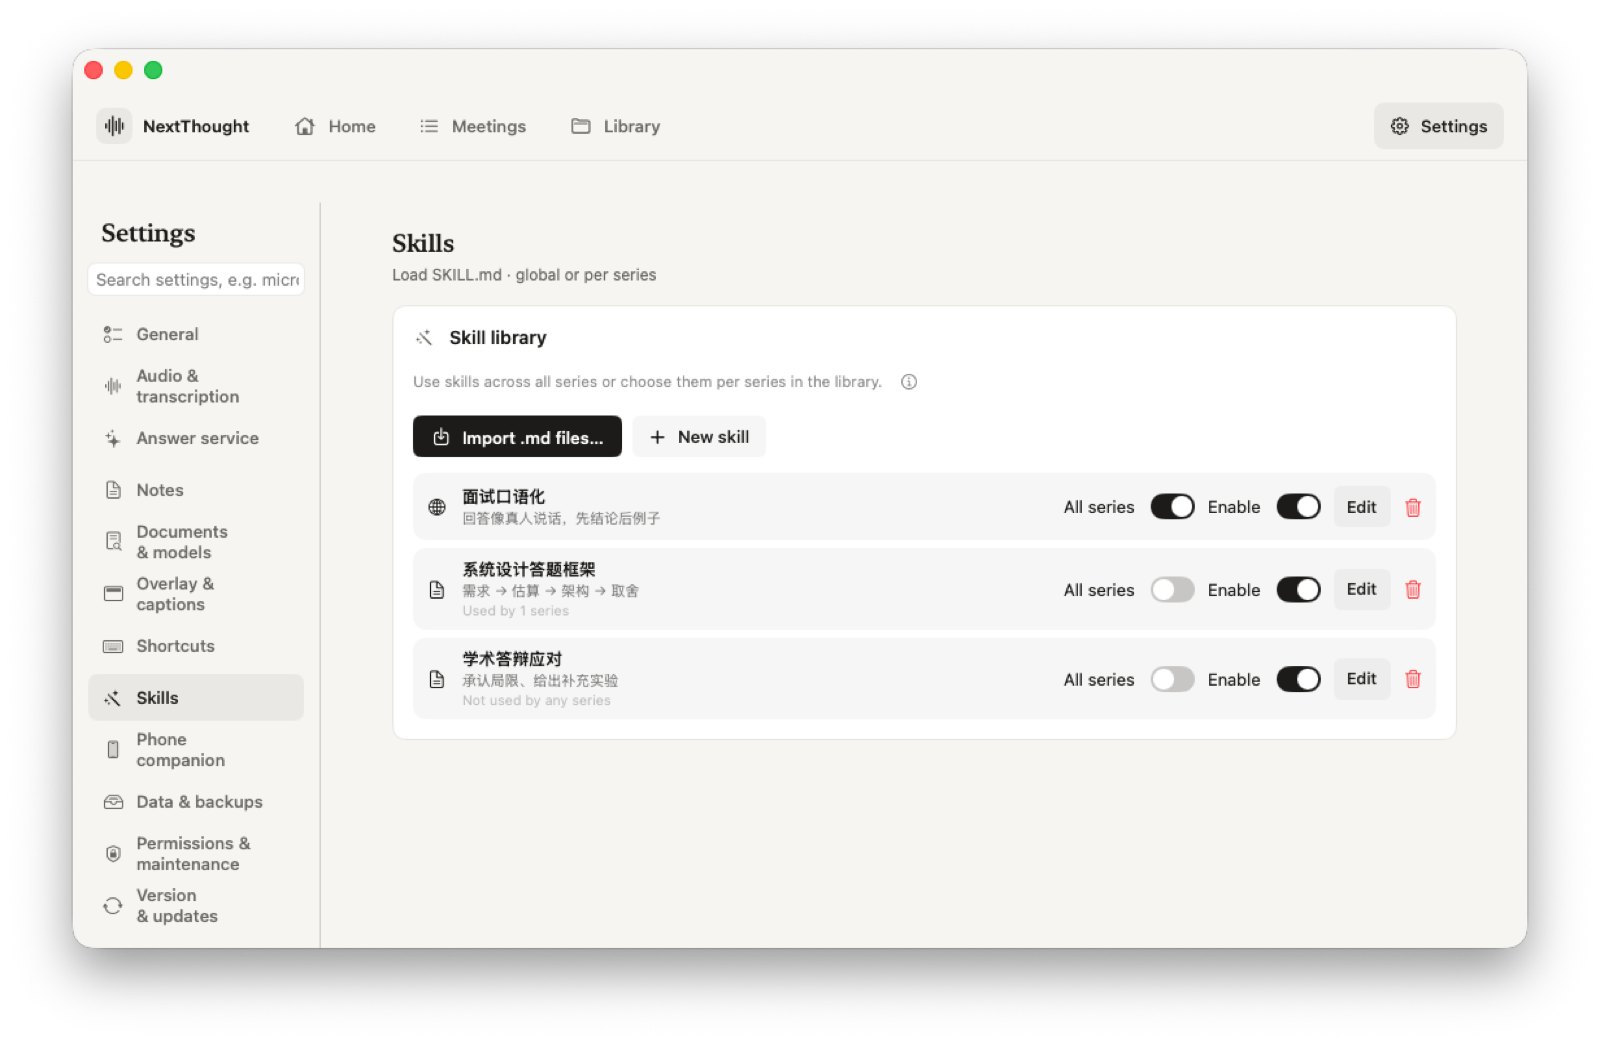 NextThought
Home
Meetings
Library
Settings
Settings
Search settings, e.g. micr
General
Audio &
transcription
Answer service
Notes
Documents
& models
Overlay &
captions
Shortcuts
Skills
Phone
companion
Data & backups
Permissions &
maintenance
Version
& updates
Skills
Load SKILL.md · global or per series
Skill library
Use skills across all series or choose them per series in the library.
Import .md files...
New skill
面试口语化
回答像真人说话，先结论后例子
All series
Enable
Edit
系统设计答题框架
需求 → 估算 → 架构 → 取舍
Used by 1 series
All series
Enable
Edit
学术答辩应对
承认局限、给出补充实验
Not used by any series
All series
Enable
Edit